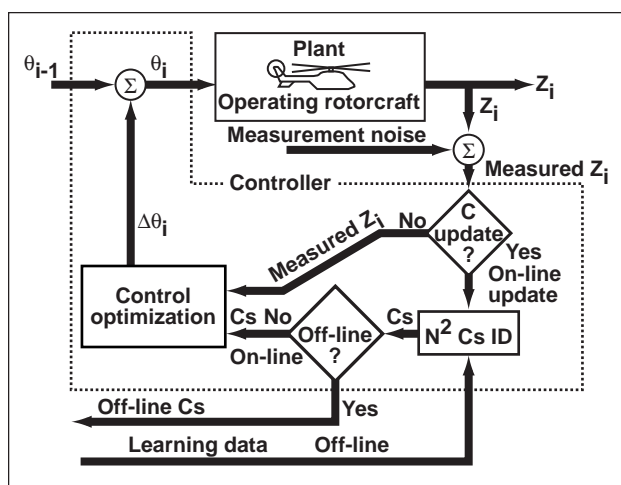 Plant
θi-1
Σ
θi
Operating rotorcraft
Zi
Zi
Measurement noise
Σ
Measured Zi
Controller
C
update
?
No
Measured Zi
Yes
On-line
update
Δθi
Control
optimization
Cs No
On-line
Off-line
?
Cs
N² Cs ID
Off-line Cs
Yes
Learning data Off-line